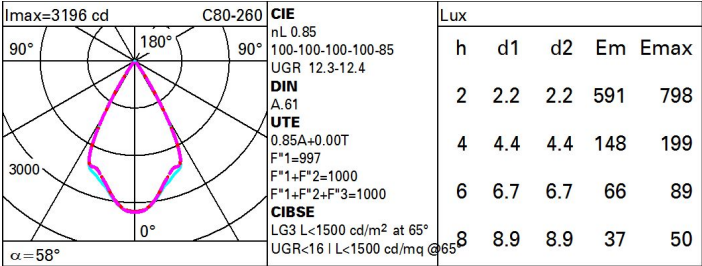 Imax=3196 cd C80-260
90° 180° 90°
3000
0°
α=58°
CIE
nL 0.85
100-100-100-100-85
UGR 12.3-12.4
DIN
A.61
UTE
0.85A+0.00T
F"1=997
F"1+F"2=1000
F"1+F"2+F"3=1000
CIBSE
LG3 L<1500 cd/m² at 65°
UGR<16 | L<1500 cd/mq @65°
Lux
h d1 d2 Em Emax
2 2.2 2.2 591 798
4 4.4 4.4 148 199
6 6.7 6.7 66 89
8 8.9 8.9 37 50